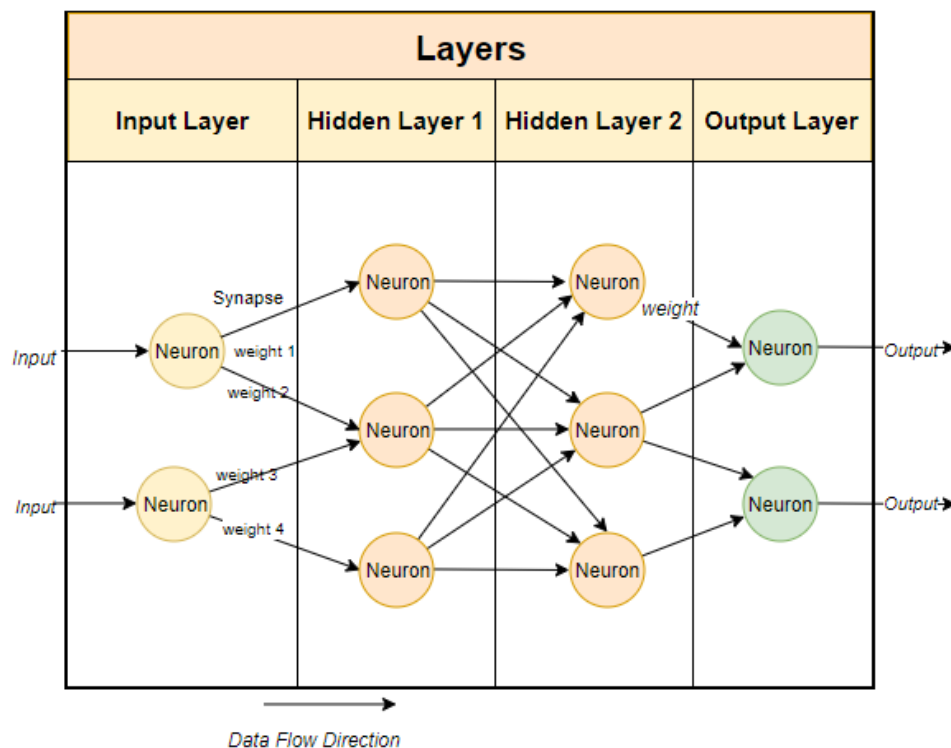 Layers
Input Layer
Hidden Layer 1
Hidden Layer 2
Output Layer
Neuron
Neuron
Synapse
weight
Input
Neuron
weight 1
Neuron
Output
weight 2
Neuron
Neuron
weight 3
Input
Neuron
Neuron
Output
weight 4
Neuron
Neuron
Data Flow Direction